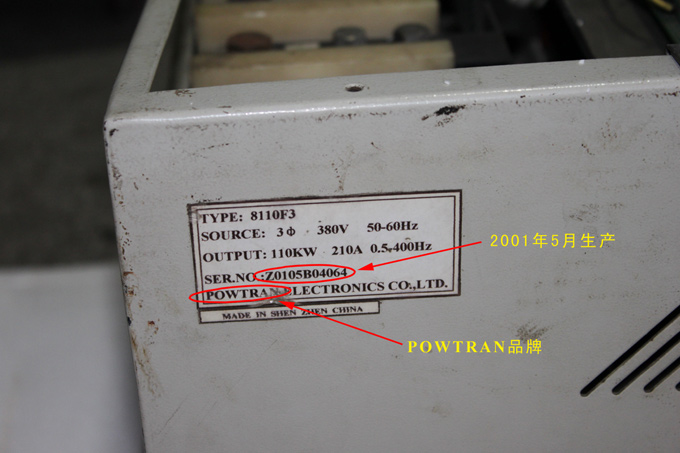 TYPE: 8110F3
SOURCE: 3Φ 380V 50-60Hz
OUTPUT: 110KW 210A 0.5~400Hz
SER.NO.:Z0105B04064
POWTRAN ELECTRONICS CO.,LTD.
MADE IN SHEN ZHEN CHINA
2001年5月生产
POWTRAN品牌